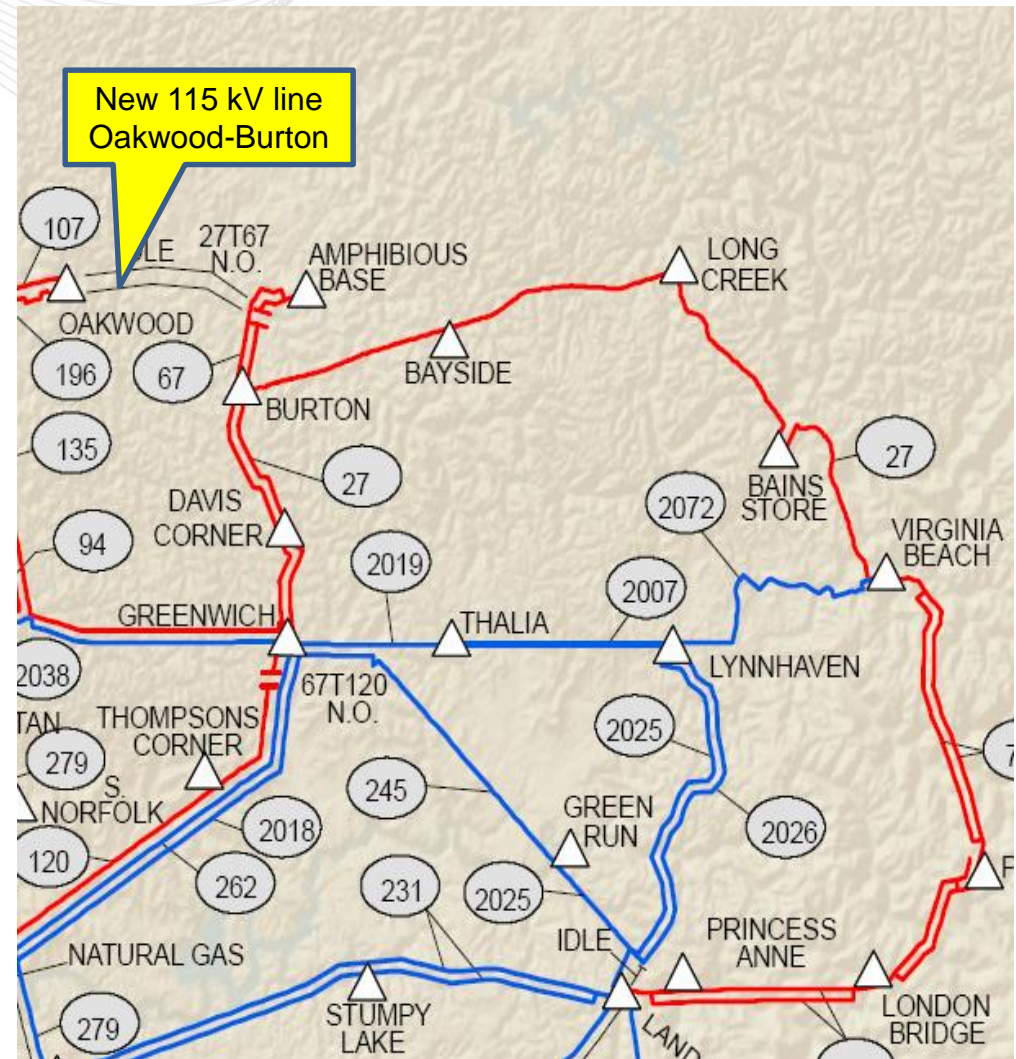 New 115 kV line
Oakwood-Burton
107
27T67
N.O.
AMPHIBIOUS
BASE
LONG
CREEK
OAKWOOD
196
67
BAYSIDE
BURTON
135
27
27
DAVIS
CORNER
2072
BAINS
STORE
94
VIRGINIA
BEACH
2019
2007
GREENWICH
THALIA
LYNNHAVEN
2038
67T120
N.O.
THOMPSONS
CORNER
2025
279
S.
NORFOLK
245
GREEN
RUN
2018
2026
120
262
231
2025
IDLE
PRINCESS
ANNE
NATURAL GAS
279
STUMPY
LAKE
LONDON
BRIDGE